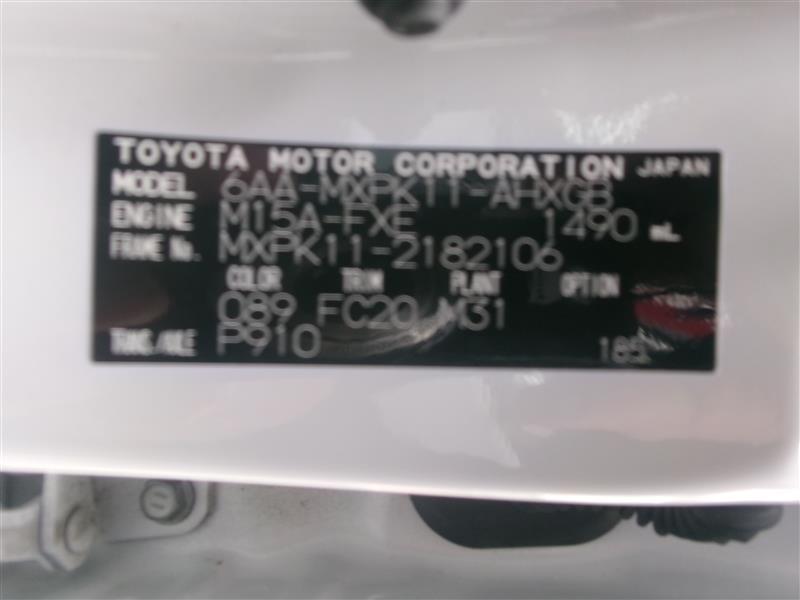 TOYOTA MOTOR CORPORATION JAPAN
MODEL 6AA-MXPK11-AHXGB
ENGINE M15A-FXE 1490 mL
FRAME No. MXPK11-2182106
COLOR TRIM PLANT OPTION
089 FC20 M31
TRANS/AXLE P910 185